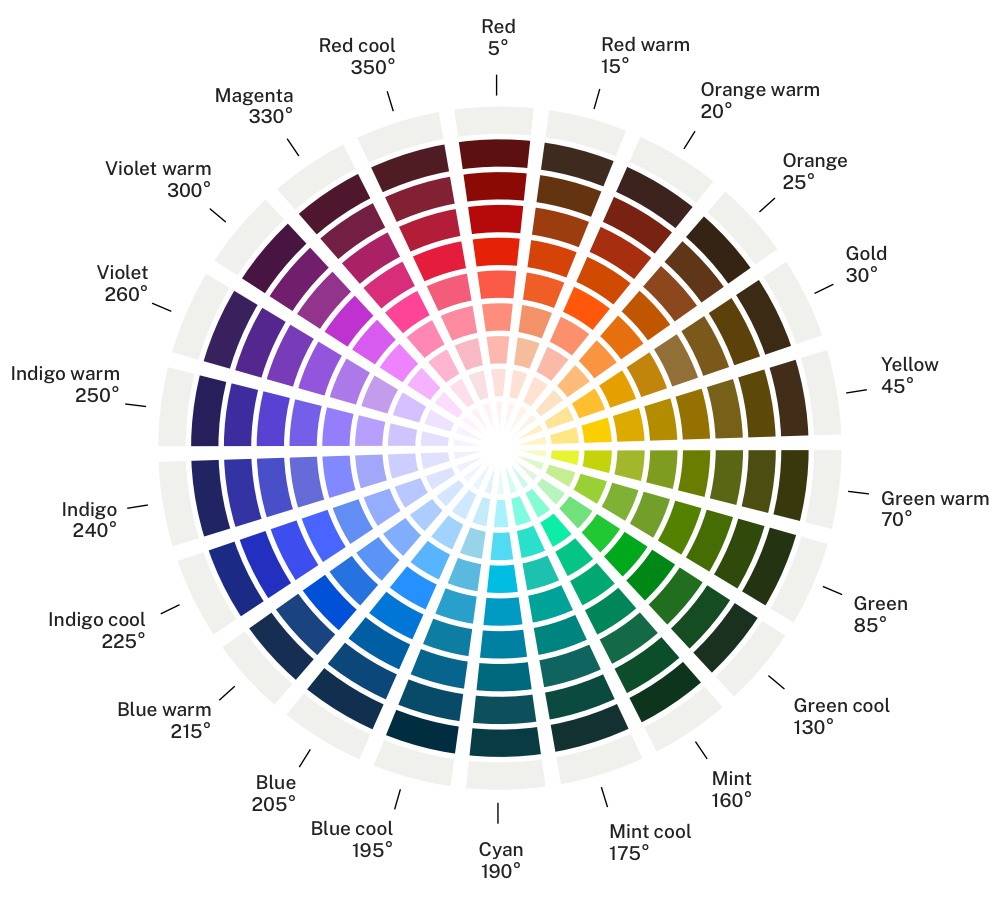 Red
5°
Red warm
15°
Orange warm
20°
Orange
25°
Gold
30°
Yellow
45°
Green warm
70°
Green
85°
Green cool
130°
Mint
160°
Mint cool
175°
Cyan
190°
Blue cool
195°
Blue
205°
Blue warm
215°
Indigo cool
225°
Indigo
240°
Indigo warm
250°
Violet
260°
Violet warm
300°
Magenta
330°
Red cool
350°